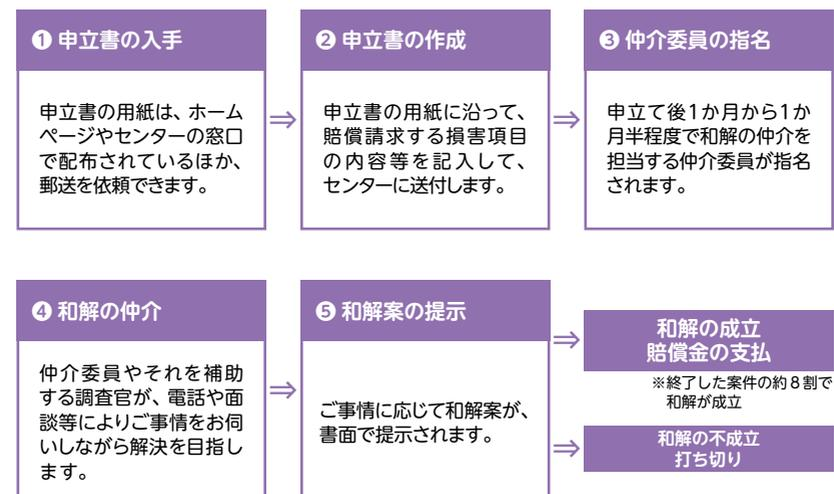 ❶ 申立書の入手
申立書の用紙は、ホーム
ページやセンターの窓口
で配布されているほか、
郵送を依頼できます。
⇒
❷ 申立書の作成
申立書の用紙に沿って、
賠償請求する損害項目
の内容等を記入して、
センターに送付します。
⇒
❸ 仲介委員の指名
申立て後1か月から1か
月半程度で和解の仲介を
担当する仲介委員が指名
されます。
❹ 和解の仲介
仲介委員やそれを補助
する調査官が、電話や面
談等によりご事情をお伺
いしながら解決を目指し
ます。
⇒
❺ 和解案の提示
ご事情に応じて和解案が、
書面で提示されます。
⇒
和解の成立
賠償金の支払
※終了した案件の約8割で
和解が成立
⇒
和解の不成立
打ち切り